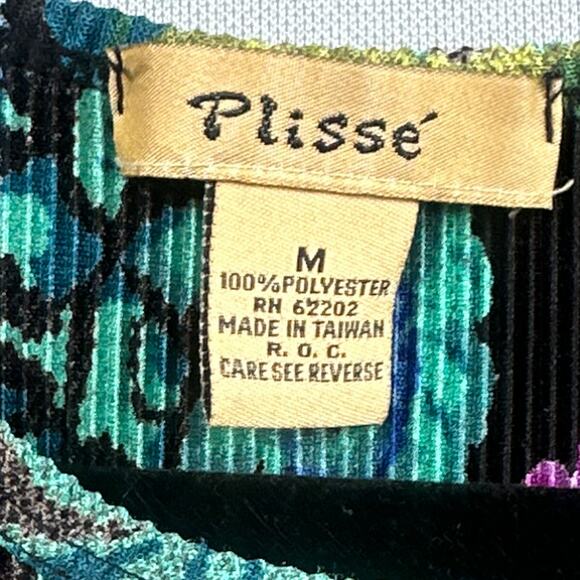 Plissé
M
100% POLYESTER
RN 62202
MADE IN TAIWAN
R. O. C.
CARE SEE REVERSE